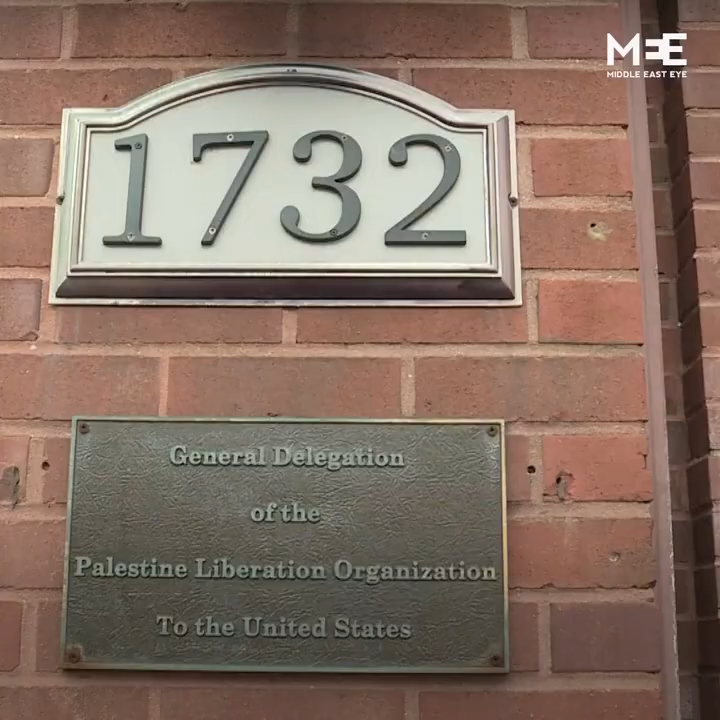 MEE
MIDDLE EAST EYE
1732
General Delegation
of the
Palestine Liberation Organization
To the United States